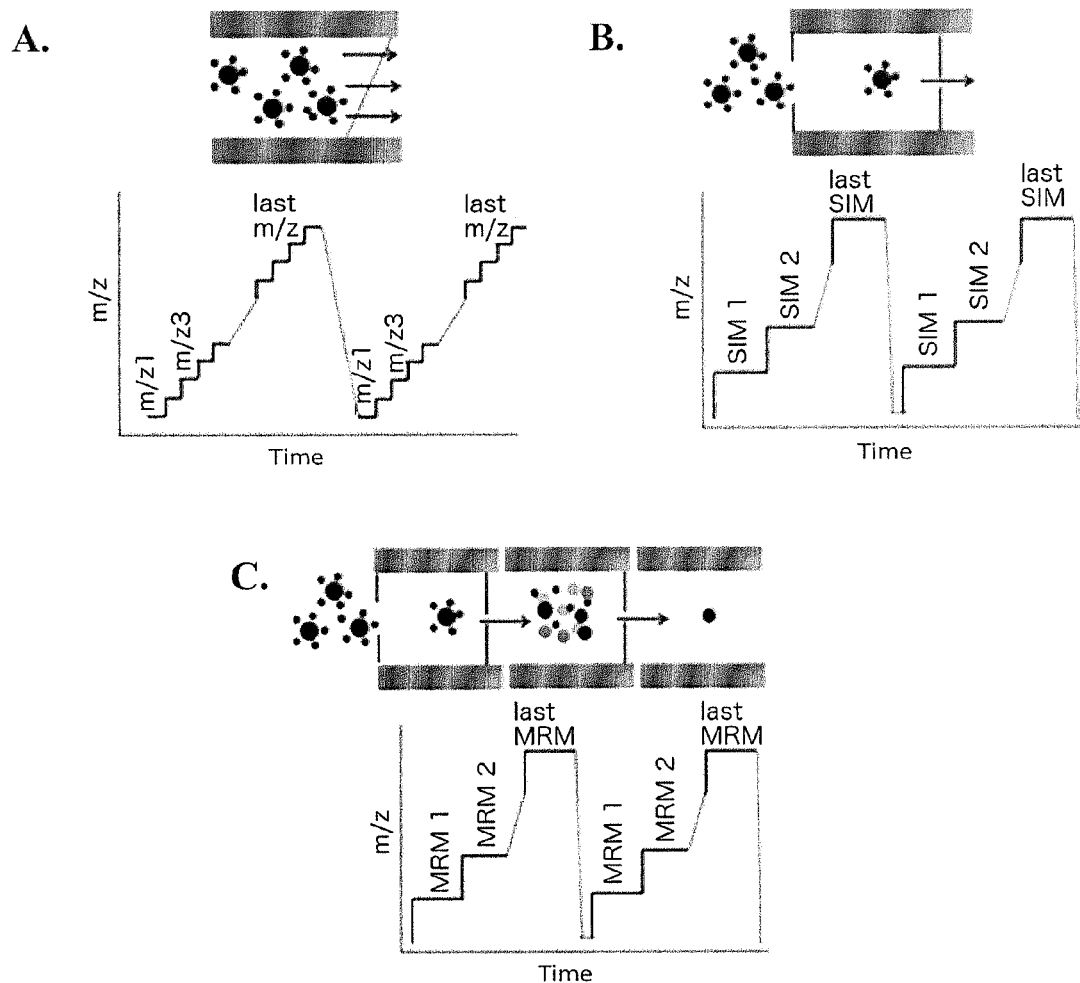 A.
last
m/z
last
m/z
m/z
m/z1
m/z3
m/z1
m/z3
Time
B.
last
SIM
last
SIM
m/z
SIM 1
SIM 2
SIM 1
SIM 2
Time
C.
last
MRM
last
MRM
m/z
MRM 1
MRM 2
MRM 1
MRM 2
Time